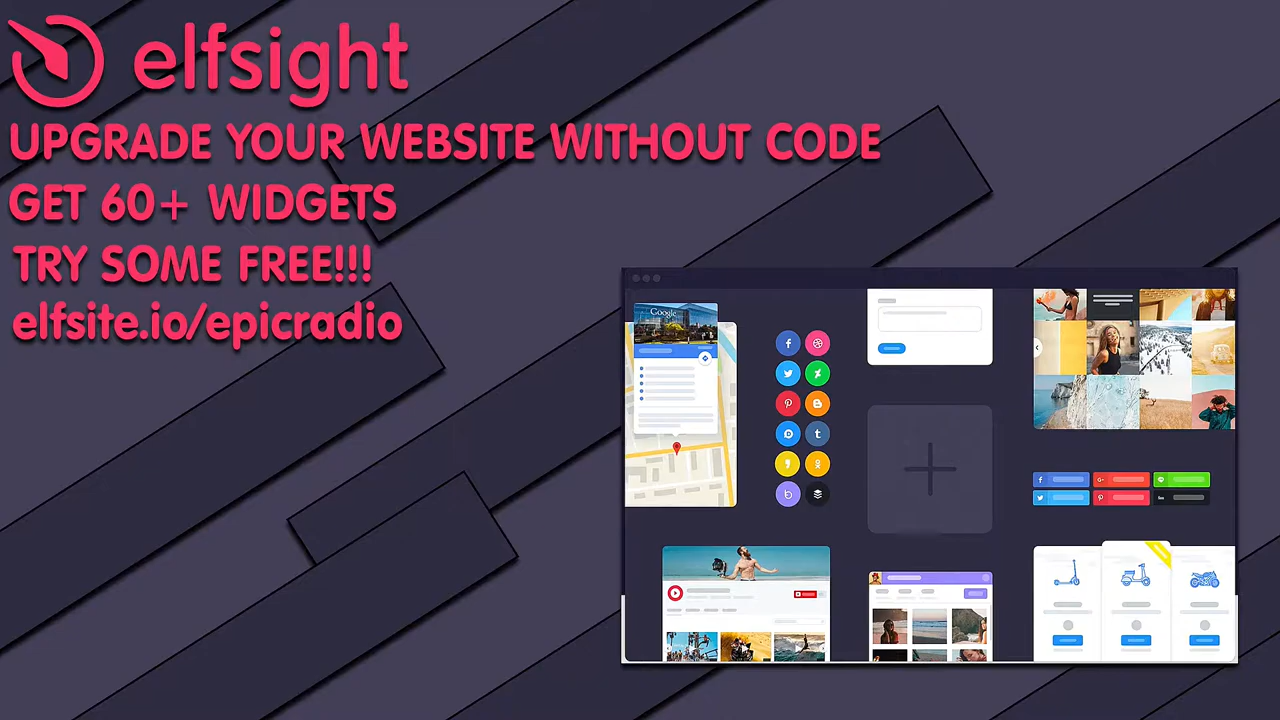 elfsight
UPGRADE YOUR WEBSITE WITHOUT CODE
GET 60+ WIDGETS
TRY SOME FREE!!!
elfsite.io/epicradio
Google